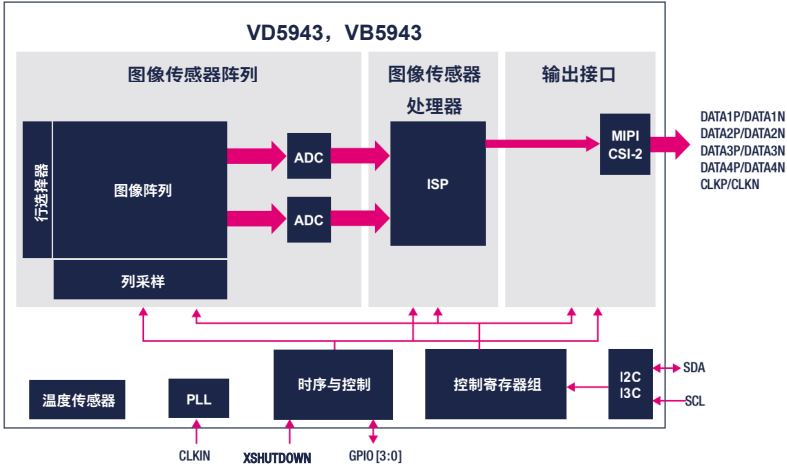 VD5943，VB5943
图像传感器阵列
图像传感器
处理器
输出接口
行选择器
图像阵列
列采样
ADC
ADC
ISP
MIPI
CSI-2
DATA1P/DATA1N
DATA2P/DATA2N
DATA3P/DATA3N
DATA4P/DATA4N
CLKP/CLKN
温度传感器
PLL
时序与控制
控制寄存器组
I2C
I3C
SDA
SCL
CLKIN
XSHUTDOWN
GPIO [3:0]